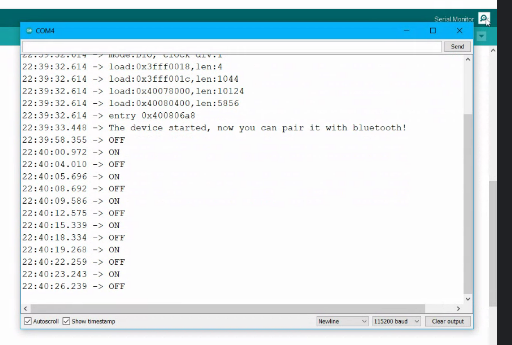 Serial Monitor
COM4
Send
22:39:32.614 -> mode:DIO, clock div:1
22:39:32.614 -> load:0x3fff0018,len:4
22:39:32.614 -> load:0x3fff001c,len:1044
22:39:32.614 -> load:0x40078000,len:10124
22:39:32.614 -> load:0x40080400,len:5856
22:39:32.614 -> entry 0x400806a8
22:39:33.448 -> The device started, now you can pair it with bluetooth!
22:39:58.355 -> OFF
22:40:00.972 -> ON
22:40:04.010 -> OFF
22:40:05.696 -> ON
22:40:08.692 -> OFF
22:40:09.586 -> ON
22:40:12.575 -> OFF
22:40:15.339 -> ON
22:40:18.334 -> OFF
22:40:19.268 -> ON
22:40:22.259 -> OFF
22:40:23.243 -> ON
22:40:26.239 -> OFF
Autoscroll Show timestamp Newline 115200 baud Clear output